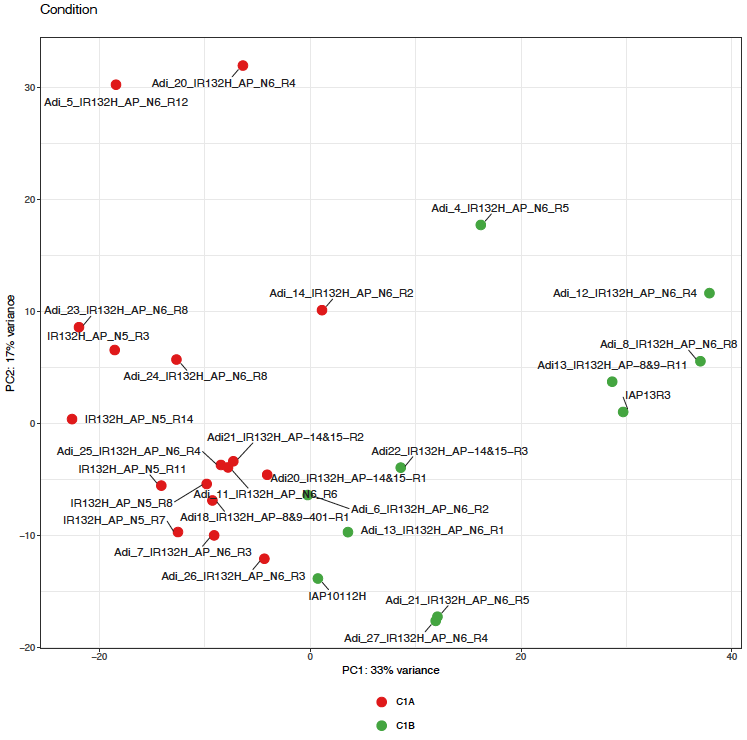 Condition
Adi_20_IR132H_AP_N6_R4
Adi_5_IR132H_AP_N6_R12
Adi_4_IR132H_AP_N6_R5
Adi_14_IR132H_AP_N6_R2
Adi_12_IR132H_AP_N6_R4
Adi_23_IR132H_AP_N6_R8
IR132H_AP_N5_R3
Adi_8_IR132H_AP_N6_R8
Adi13_IR132H_AP−8&9−R11
Adi_24_IR132H_AP_N6_R8
IAP13R3
IR132H_AP_N5_R14
Adi21_IR132H_AP−14&15−R2
Adi_25_IR132H_AP_N6_R4
Adi22_IR132H_AP−14&15−R3
IR132H_AP_N5_R11
Adi20_IR132H_AP−14&15−R1
Adi_11_IR132H_AP_N6_R6
IR132H_AP_N5_R8
Adi_6_IR132H_AP_N6_R2
Adi18_IR132H_AP−8&9−401−R1
IR132H_AP_N5_R7
Adi_13_IR132H_AP_N6_R1
Adi_7_IR132H_AP_N6_R3
Adi_26_IR132H_AP_N6_R3
IAP10112H
Adi_21_IR132H_AP_N6_R5
Adi_27_IR132H_AP_N6_R4
30
20
10
0
−10
−20
PC2: 17% variance
−20 0 20 40
PC1: 33% variance
C1A
C1B